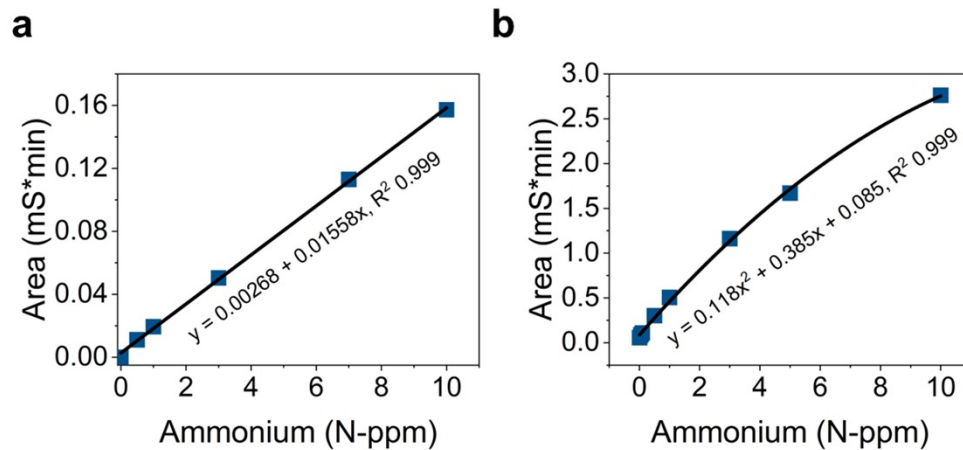 a
0.16
0.12
0.08
0.04
0.00
Area (mS*min)
y = 0.00268 + 0.01558x, R² 0.999
0 2 4 6 8 10
Ammonium (N-ppm)
b
3.0
2.5
2.0
1.5
1.0
0.5
0.0
Area (mS*min)
y = 0.118x² + 0.385x + 0.085, R² 0.999
0 2 4 6 8 10
Ammonium (N-ppm)